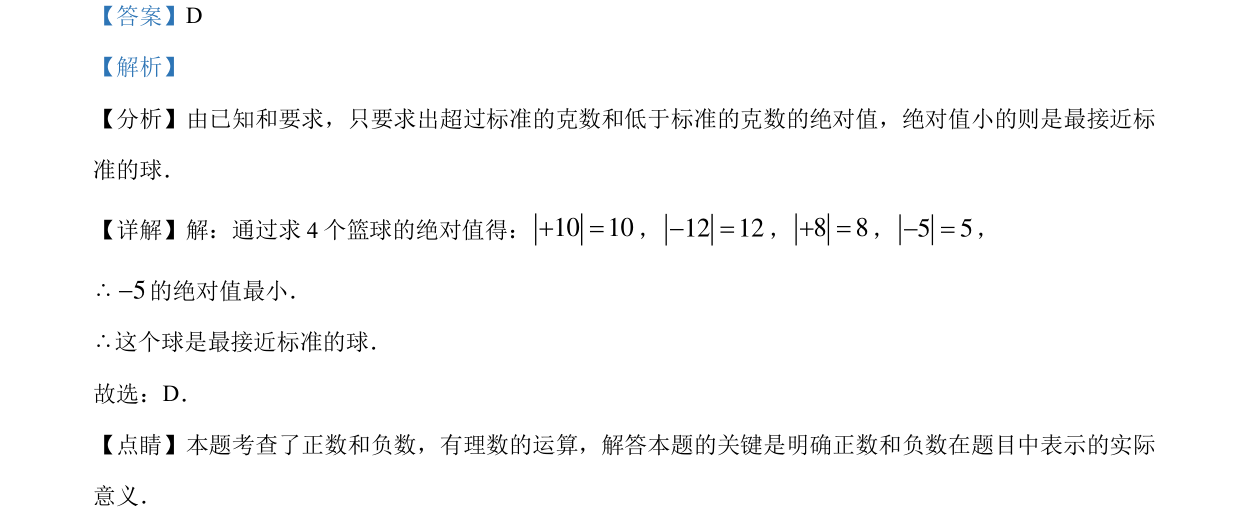 【答案】D
【解析】
【分析】由已知和要求，只要求出超过标准的克数和低于标准的克数的绝对值，绝对值小的则是最接近标
准的球．
【详解】解：通过求 4 个篮球的绝对值得：|+10|=10，|−12|=12，|+8|=8，|−5|=5，
∴ −5的绝对值最小．
∴这个球是最接近标准的球．
故选：D．
【点睛】本题考查了正数和负数，有理数的运算，解答本题的关键是明确正数和负数在题目中表示的实际
意义．